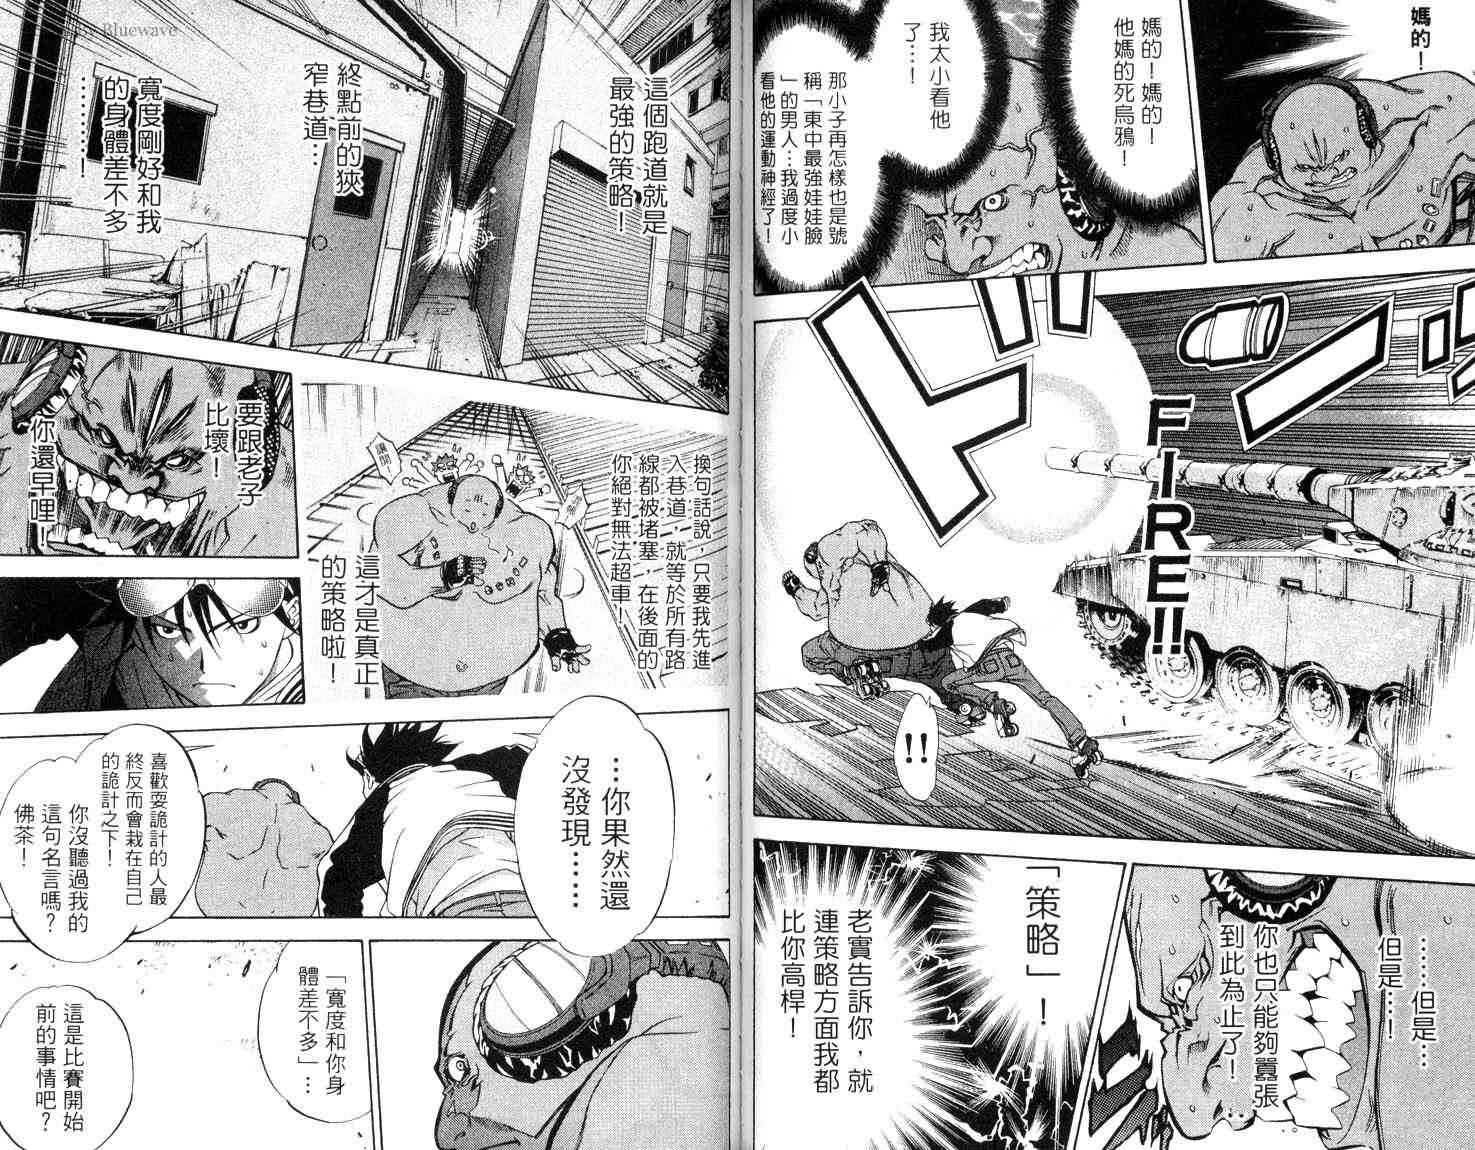 媽的！
媽的！媽的！
他媽的死烏鴉！
我太小看他
了…！
那小子再怎樣也是號
稱「東中最強娃娃臉
」的男人…我過度小
看他的運動神經了！
ドン
FIRE!!
!!
……但是…
但是…！
你也只能夠囂張
到此為止了！
「策略」！
老實告訴你，就
連策略方面我都
比你高桿！
by Bluewave
這個跑道就是
最強的策略！
終點前的狹
窄巷道…
寬度剛好和我
的身體差不多
………！
換句話說，只要我先進
入巷道，就等於所有路
線都被堵塞，在後面的
你絕對無法超車！
讓開
這才是真正
的策略啦！
要跟老子
比壞！
你還早哩！
…你果然還
沒發現……
喜歡耍詭計的人最
終反而會栽在自己
的詭計之下！
你沒聽過我的
這句名言嗎？
佛茶！
「寬度和你身
體差不多」…
這是比賽開始
前的事情吧？